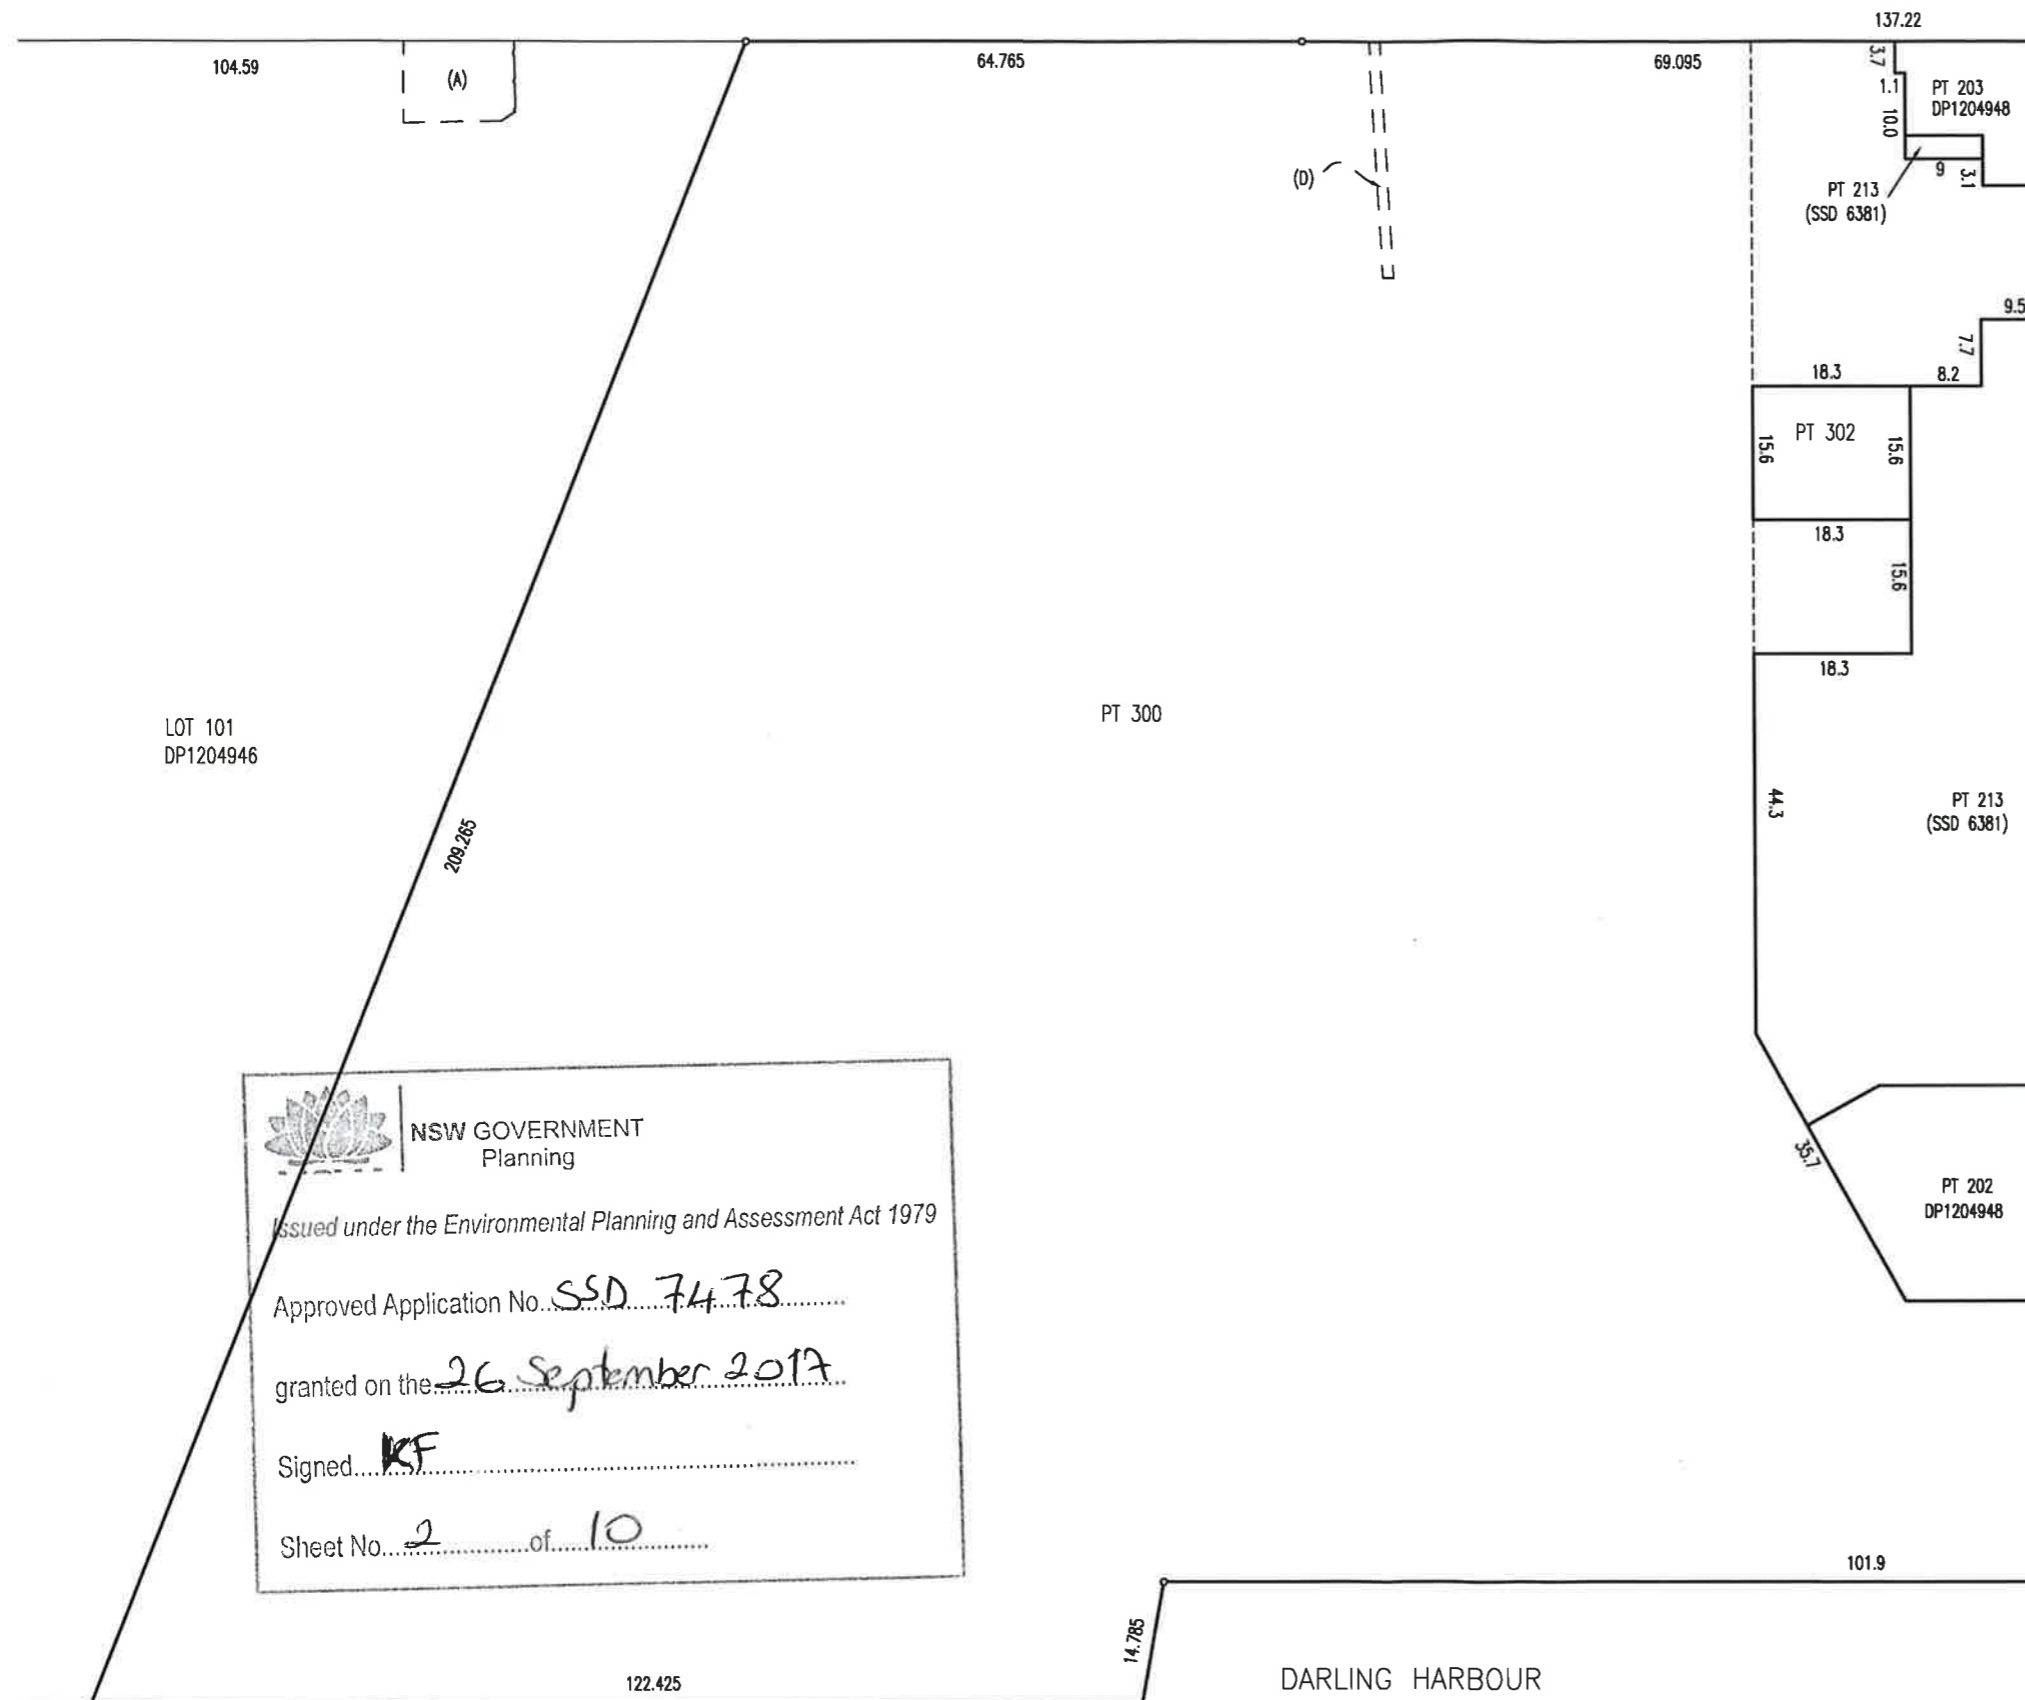 137.22
104.59
(A)
64.765
69.095
3.7
1.1
PT 203
DP1204948
10.0
9
3.1
(D)
PT 213
(SSD 6381)
9.5
7.7
18.3
8.2
15.6
PT 302
15.6
18.3
15.6
18.3
LOT 101
DP1204946
PT 300
209.265
44.3
PT 213
(SSD 6381)
NSW GOVERNMENT
Planning
Issued under the Environmental Planning and Assessment Act 1979
35.7
PT 202
DP1204948
Approved Application No. SSD 7478
granted on the 26 September 2017
Signed KF
Sheet No. 2 of 10
101.9
14.785
122.425
DARLING HARBOUR